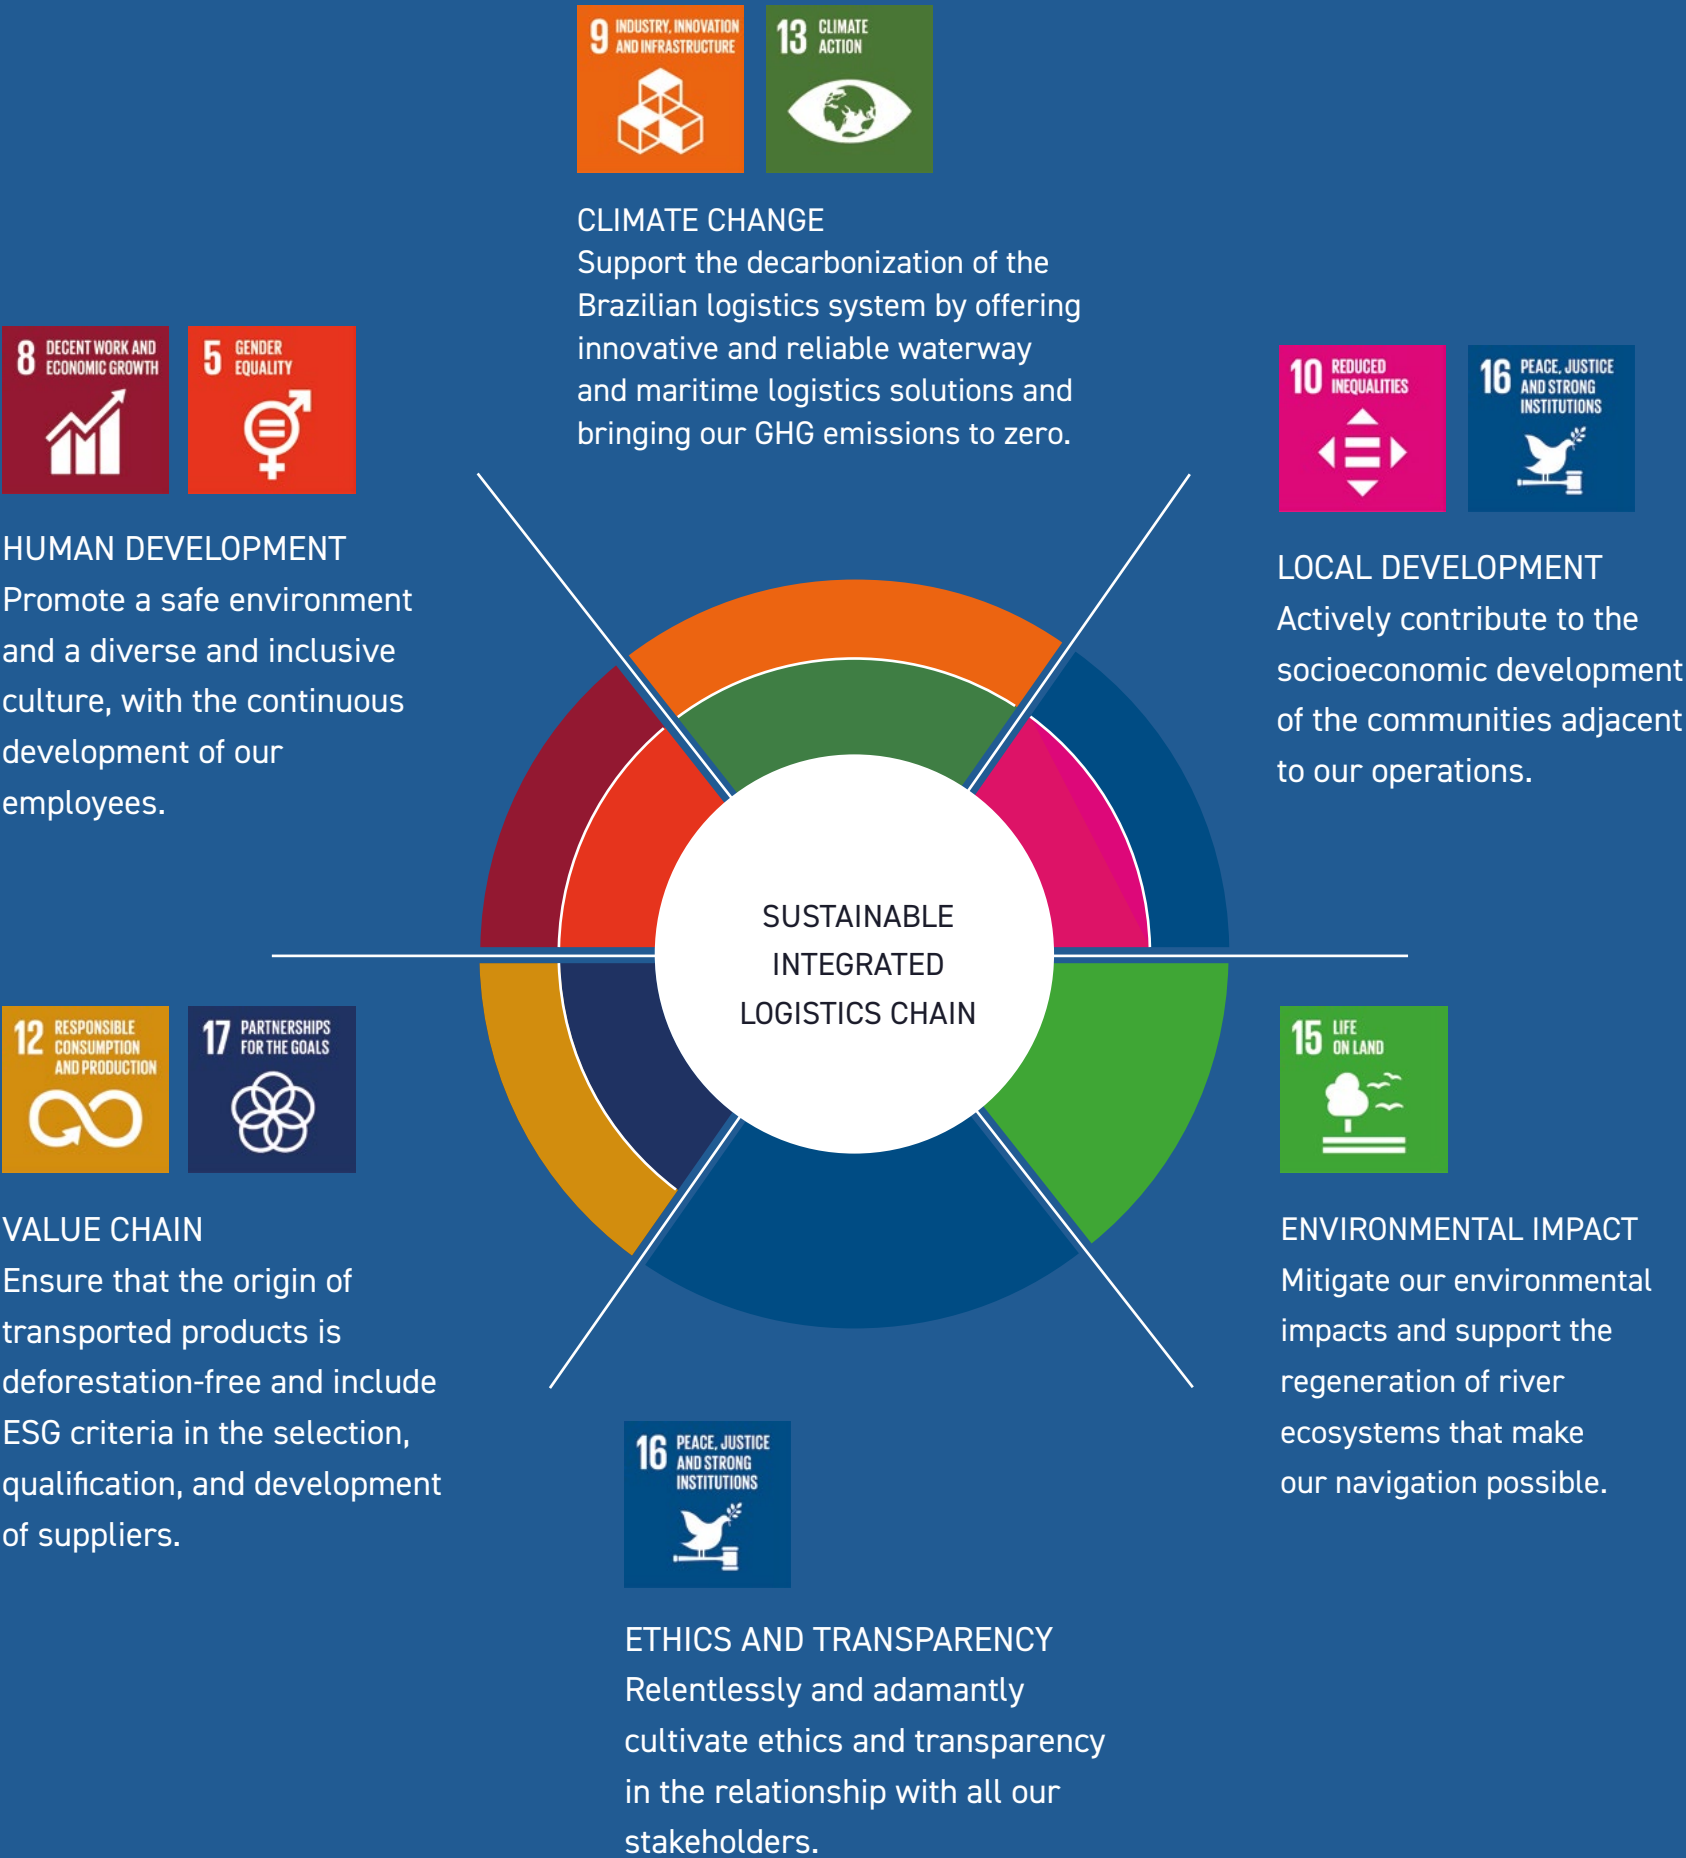 9 INDUSTRY, INNOVATION
AND INFRASTRUCTURE
13 CLIMATE
ACTION
CLIMATE CHANGE
Support the decarbonization of the
Brazilian logistics system by offering
innovative and reliable waterway
and maritime logistics solutions and
bringing our GHG emissions to zero.
8 DECENT WORK AND
ECONOMIC GROWTH
5 GENDER
EQUALITY
HUMAN DEVELOPMENT
Promote a safe environment
and a diverse and inclusive
culture, with the continuous
development of our
employees.
10 REDUCED
INEQUALITIES
16 PEACE, JUSTICE
AND STRONG
INSTITUTIONS
LOCAL DEVELOPMENT
Actively contribute to the
socioeconomic development
of the communities adjacent
to our operations.
SUSTAINABLE
INTEGRATED
LOGISTICS CHAIN
12 RESPONSIBLE
CONSUMPTION
AND PRODUCTION
17 PARTNERSHIPS
FOR THE GOALS
VALUE CHAIN
Ensure that the origin of
transported products is
deforestation-free and include
ESG criteria in the selection,
qualification, and development
of suppliers.
15 LIFE
ON LAND
ENVIRONMENTAL IMPACT
Mitigate our environmental
impacts and support the
regeneration of river
ecosystems that make
our navigation possible.
16 PEACE, JUSTICE
AND STRONG
INSTITUTIONS
ETHICS AND TRANSPARENCY
Relentlessly and adamantly
cultivate ethics and transparency
in the relationship with all our
stakeholders.